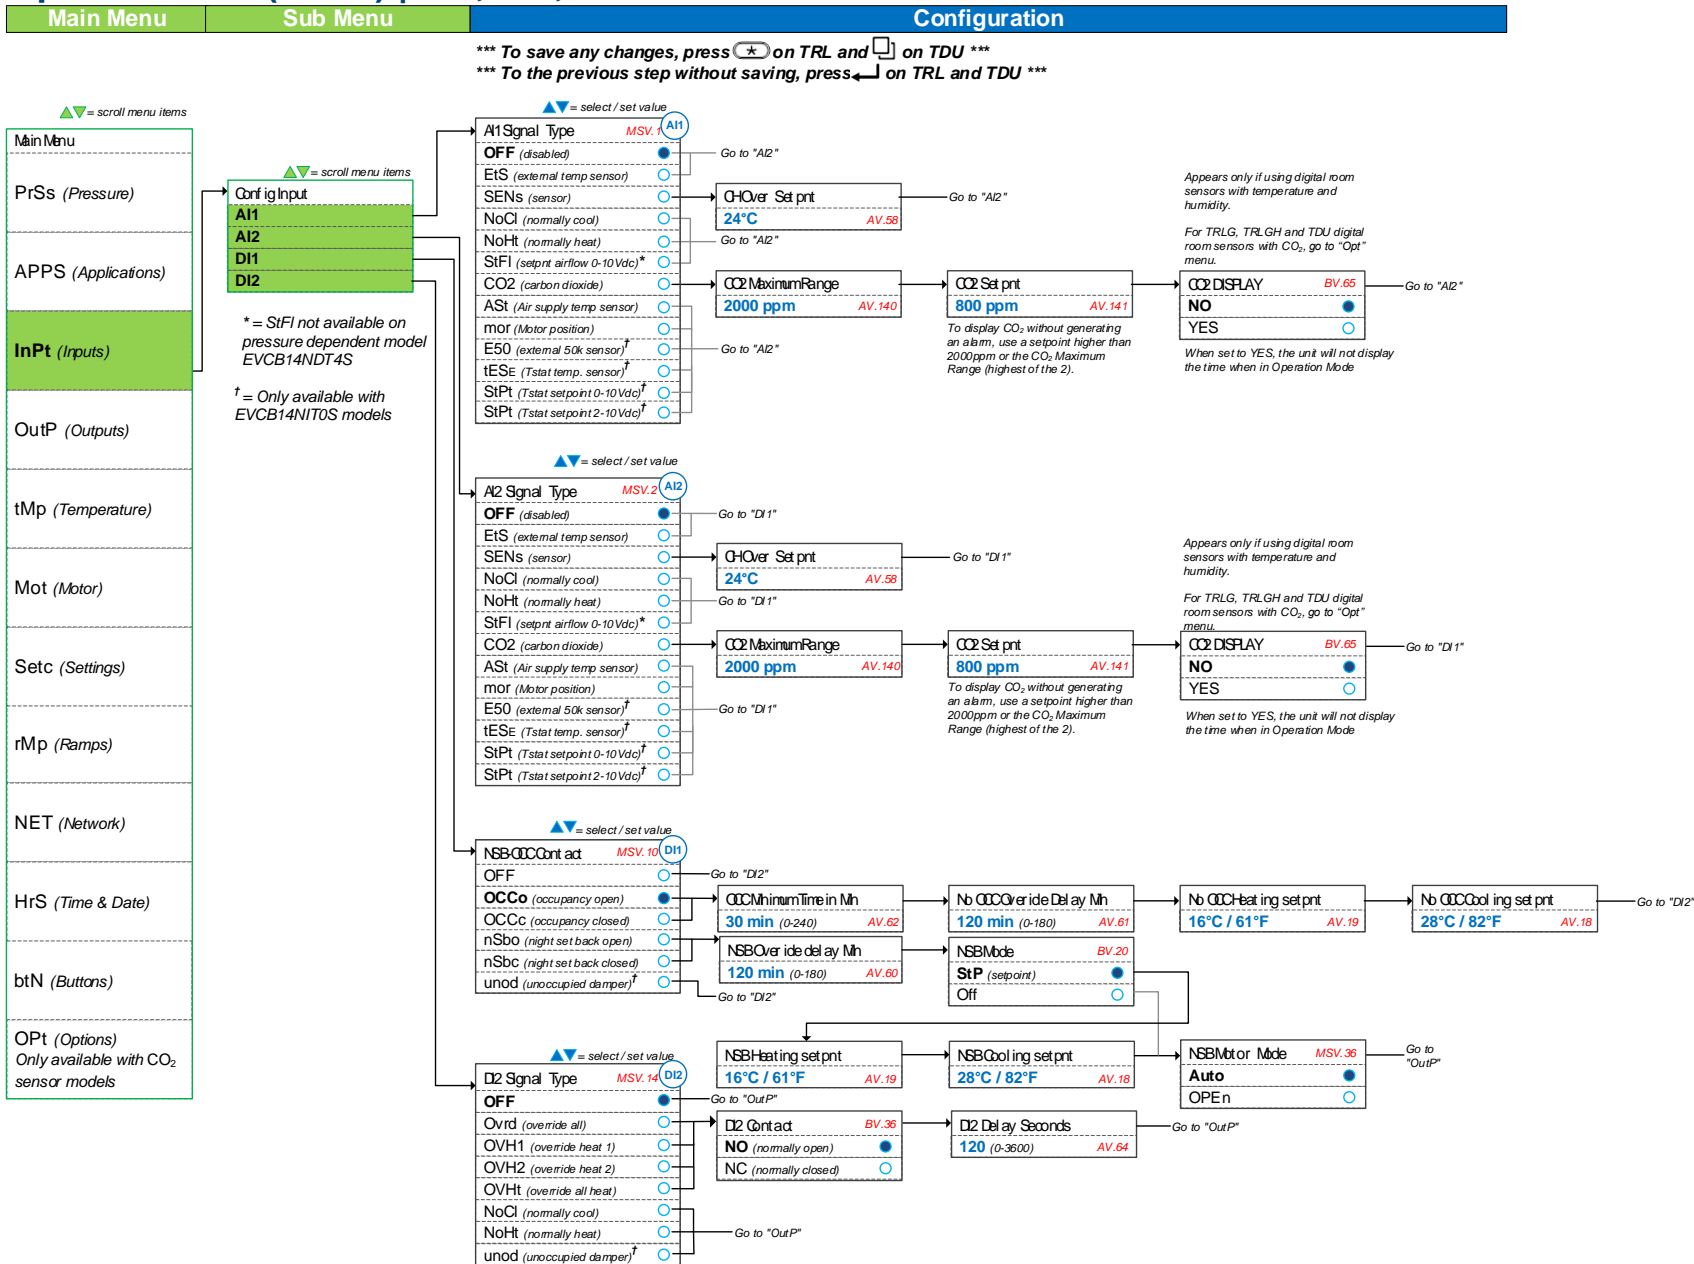 Main Menu
Sub Menu
Configuration
*** To save any changes, press * on TRL and on TDU ***
*** To the previous step without saving, press on TRL and TDU ***
= scroll menu items
Main Menu
PrSs (Pressure)
APPS (Applications)
InPt (Inputs)
OutP (Outputs)
tMp (Temperature)
Mot (Motor)
Setc (Settings)
rMp (Ramps)
NET (Network)
HrS (Time & Date)
btN (Buttons)
OPt (Options)
Only available with CO2
sensor models
= scroll menu items
Config Input
AI1
AI2
DI1
DI2
* = StFl not available on
pressure dependent model
EVCB14NDT4S
† = Only available with
EVCB14NIT0S models
= select / set value
AI1 Signal Type MSV.1 AI1
OFF (disabled)
EtS (external temp sensor)
SENs (sensor)
NoCl (normally cool)
NoHt (normally heat)
StFl (setpnt airflow 0-10Vdc)*
CO2 (carbon dioxide)
ASt (Air supply temp sensor)
mor (Motor position)
E50 (external 50k sensor)†
tESE (Tstat temp. sensor)†
StPt (Tstat setpoint 0-10Vdc)†
StPt (Tstat setpoint 2-10Vdc)†
Go to "AI2"
CHOver Setpnt
24°C AV.58
Go to "AI2"
Go to "AI2"
CO2 Maximum Range
2000 ppm AV.140
CO2 Setpnt
800 ppm AV.141
To display CO2 without generating
an alarm, use a setpoint higher than
2000ppm or the CO2 Maximum
Range (highest of the 2).
Appears only if using digital room
sensors with temperature and
humidity.
For TRLG, TRLGH and TDU digital
room sensors with CO2, go to "Opt"
menu.
CO2 DISPLAY BV.65
NO
YES
Go to "AI2"
When set to YES, the unit will not display
the time when in Operation Mode
Go to "AI2"
= select / set value
AI2 Signal Type MSV.2 AI2
OFF (disabled)
EtS (external temp sensor)
SENs (sensor)
NoCl (normally cool)
NoHt (normally heat)
StFl (setpnt airflow 0-10Vdc)*
CO2 (carbon dioxide)
ASt (Air supply temp sensor)
mor (Motor position)
E50 (external 50k sensor)†
tESE (Tstat temp. sensor)†
StPt (Tstat setpoint 0-10Vdc)†
StPt (Tstat setpoint 2-10Vdc)†
Go to "DI1"
CHOver Setpnt
24°C AV.58
Go to "DI1"
Go to "DI1"
CO2 Maximum Range
2000 ppm AV.140
CO2 Setpnt
800 ppm AV.141
To display CO2 without generating
an alarm, use a setpoint higher than
2000ppm or the CO2 Maximum
Range (highest of the 2).
Appears only if using digital room
sensors with temperature and
humidity.
For TRLG, TRLGH and TDU digital
room sensors with CO2, go to "Opt"
menu.
CO2 DISPLAY BV.65
NO
YES
Go to "DI1"
When set to YES, the unit will not display
the time when in Operation Mode
Go to "DI1"
= select / set value
NSB-OCC Contact MSV.10 DI1
OFF
OCCo (occupancy open)
OCCc (occupancy closed)
nSbo (night set back open)
nSbc (night set back closed)
unod (unoccupied damper)†
Go to "DI2"
OCC Minimum Time in Min
30 min (0-240) AV.62
No OCC Override Delay Min
120 min (0-180) AV.61
No OCC Heating setpnt
16°C / 61°F AV.19
No OCC Cooling setpnt
28°C / 82°F AV.18
Go to "DI2"
NSB Override delay Min
120 min (0-180) AV.60
NSB Mode BV.20
StP (setpoint)
Off
Go to "DI2"
NSB Heating setpnt
16°C / 61°F AV.19
NSB Cooling setpnt
28°C / 82°F AV.18
NSB Motor Mode MSV.36
Auto
OPEn
Go to
"OutP"
= select / set value
DI2 Signal Type MSV.14 DI2
OFF
Ovrd (override all)
OVH1 (override heat 1)
OVH2 (override heat 2)
OVHt (override all heat)
NoCl (normally cool)
NoHt (normally heat)
unod (unoccupied damper)†
Go to "OutP"
DI2 Contact BV.36
NO (normally open)
NC (normally closed)
DI2 Delay Seconds
120 (0-3600) AV.64
Go to "OutP"
Go to "OutP"